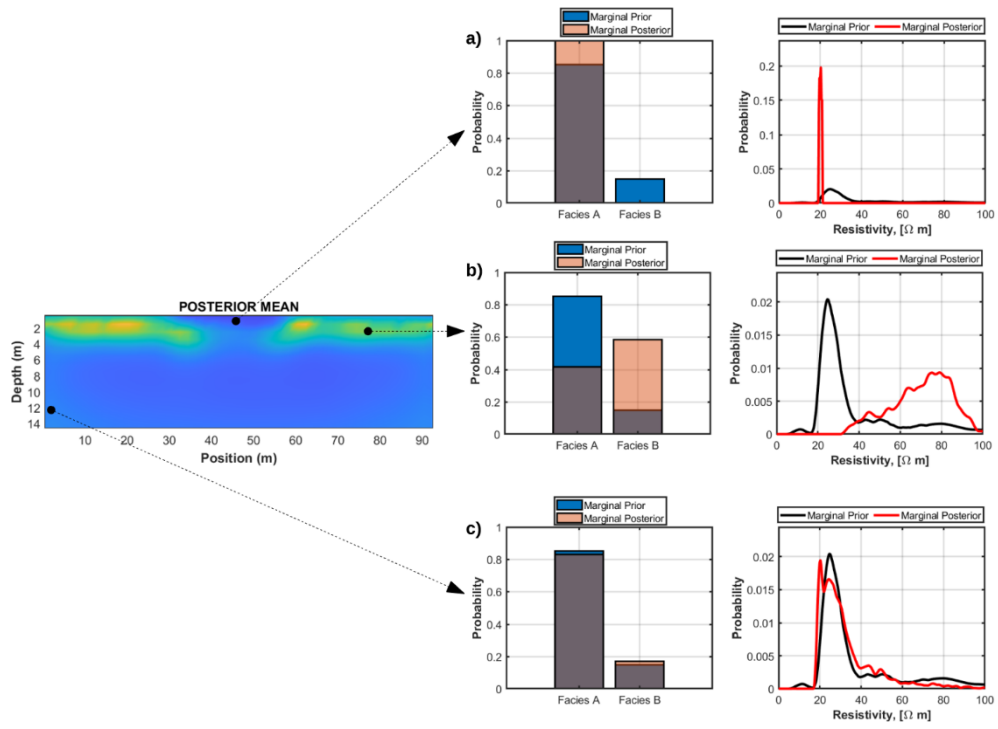 Marginal Prior
Marginal Posterior
a)
1
0.8
0.6
0.4
0.2
0
Probability
Facies A Facies B
Marginal Prior Marginal Posterior
0.2
0.15
0.1
0.05
0
Probability
0 20 40 60 80 100
Resistivity, [Ω m]
Marginal Prior
Marginal Posterior
b)
1
0.8
0.6
0.4
0.2
0
Probability
Facies A Facies B
Marginal Prior Marginal Posterior
0.02
0.015
0.01
0.005
0
Probability
0 20 40 60 80 100
Resistivity, [Ω m]
POSTERIOR MEAN
Depth (m)
2
4
6
8
10
12
14
10 20 30 40 50 60 70 80 90
Position (m)
Marginal Prior
Marginal Posterior
c)
1
0.8
0.6
0.4
0.2
0
Probability
Facies A Facies B
Marginal Prior Marginal Posterior
0.02
0.015
0.01
0.005
0
Probability
0 20 40 60 80 100
Resistivity, [Ω m]